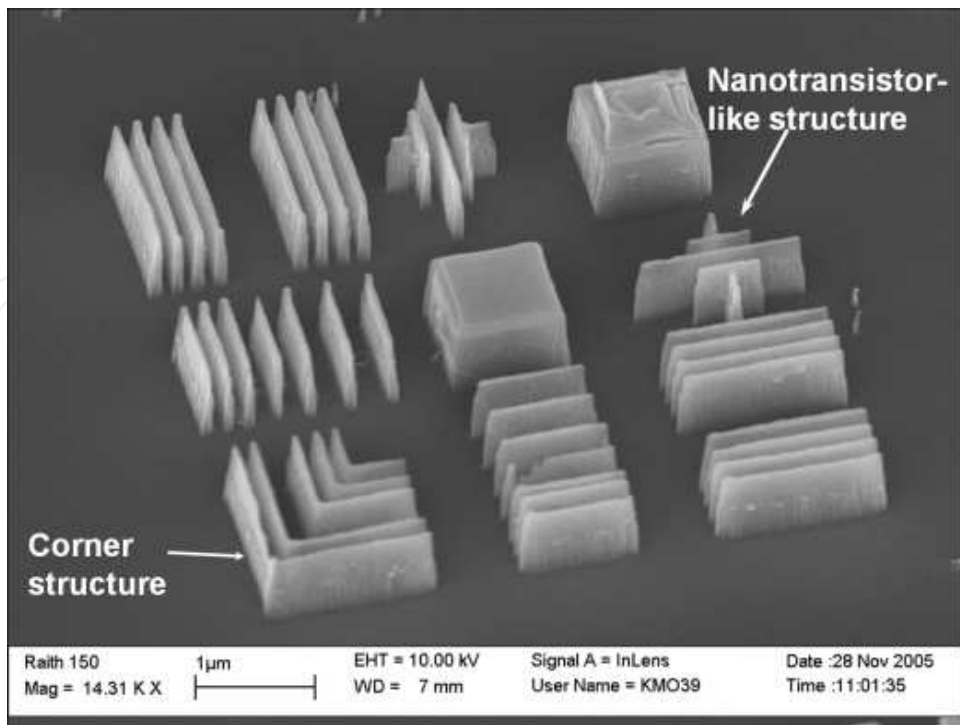 Nanotransistor-
like structure
Corner
structure
Raith 150
Mag = 14.31 K X
1µm
EHT = 10.00 kV
WD = 7 mm
Signal A = InLens
User Name = KMO39
Date :28 Nov 2005
Time :11:01:35